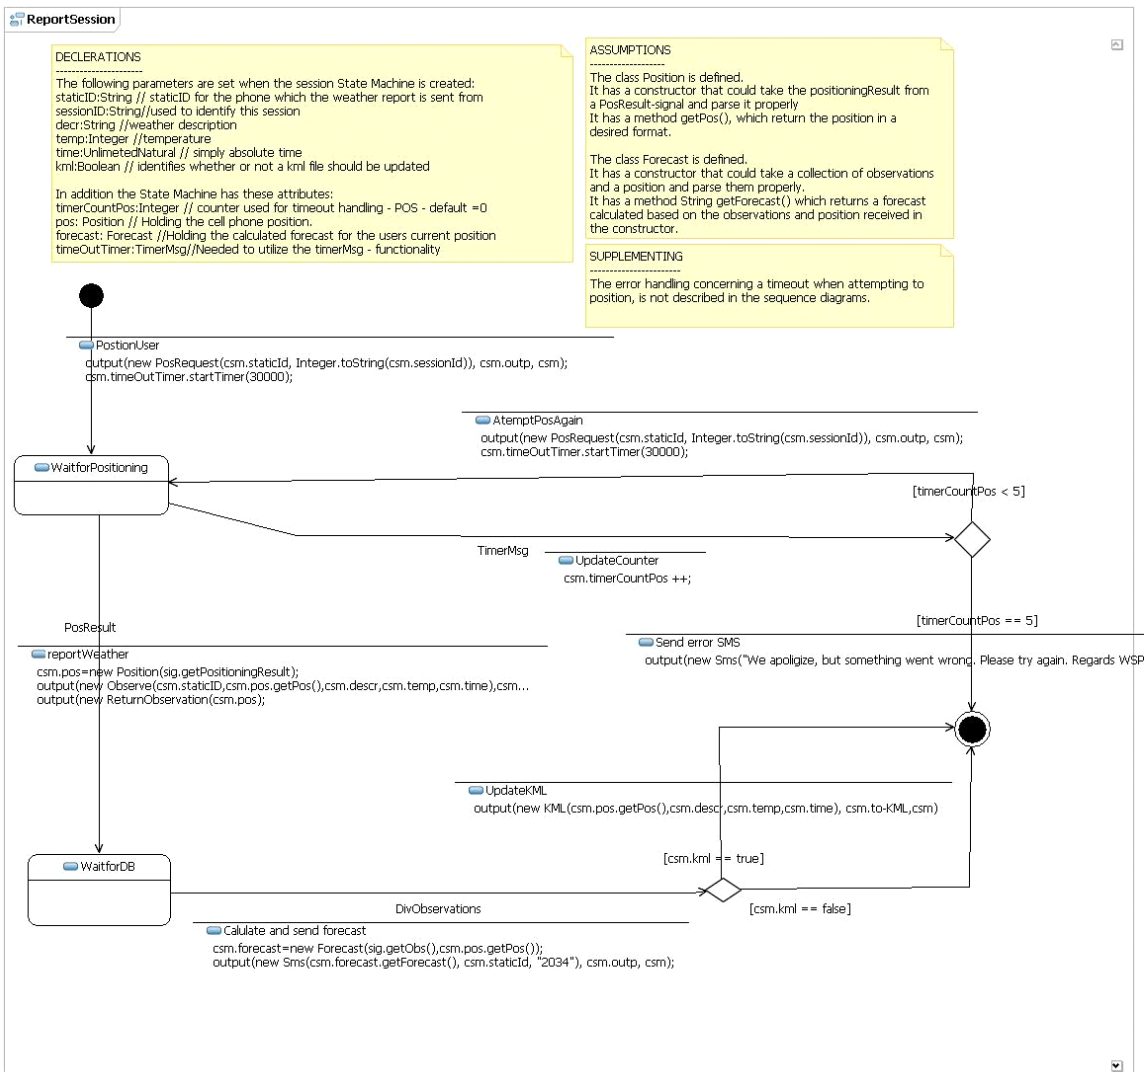 ReportSession
DECLERATIONS
----------------------
The following parameters are set when the session State Machine is created:
staticID:String // staticID for the phone which the weather report is sent from
sessionID:String//used to identify this session
decr:String //weather description
temp:Integer //temperature
time:UnlimetedNatural // simply absolute time
kml:Boolean // identifies whether or not a kml file should be updated
In addition the State Machine has these attributes:
timerCountPos:Integer // counter used for timeout handling - POS - default =0
pos: Position // Holding the cell phone position.
forecast: Forecast //Holding the calculated forecast for the users current position
timeOutTimer:TimerMsg//Needed to utilize the timerMsg - functionality
ASSUMPTIONS
-------------------
The class Position is defined.
It has a constructor that could take the positioningResult from
a PosResult-signal and parse it properly
It has a method getPos(), which return the position in a
desired format.
The class Forecast is defined.
It has a constructor that could take a collection of observations
and a position and parse them properly.
It has a method String getForecast() which returns a forecast
calculated based on the observations and position received in
the constructor.
SUPPLEMENTING
-----------------------
The error handling concerning a timeout when attempting to
position, is not described in the sequence diagrams.
PostionUser
output(new PosRequest(csm.staticId, Integer.toString(csm.sessionId)), csm.outp, csm);
csm.timeOutTimer.startTimer(30000);
AtemptPosAgain
output(new PosRequest(csm.staticId, Integer.toString(csm.sessionId)), csm.outp, csm);
csm.timeOutTimer.startTimer(30000);
WaitforPositioning
[timerCountPos < 5]
TimerMsg
UpdateCounter
csm.timerCountPos ++;
[timerCountPos == 5]
PosResult
Send error SMS
output(new Sms("We apoligize, but something went wrong. Please try again. Regards WSP
reportWeather
csm.pos=new Position(sig.getPositioningResult);
output(new Observe(csm.staticID,csm.pos.getPos(),csm.descr,csm.temp,csm.time),csm...
output(new ReturnObservation(csm.pos);
UpdateKML
output(new KML(csm.pos.getPos(),csm.descr,csm.temp,csm.time), csm.to-KML,csm)
[csm.kml == true]
WaitforDB
DivObservations
[csm.kml == false]
Calulate and send forecast
csm.forecast=new Forecast(sig.getObs(),csm.pos.getPos());
output(new Sms(csm.forecast.getForecast(), csm.staticId, "2034"), csm.outp, csm);